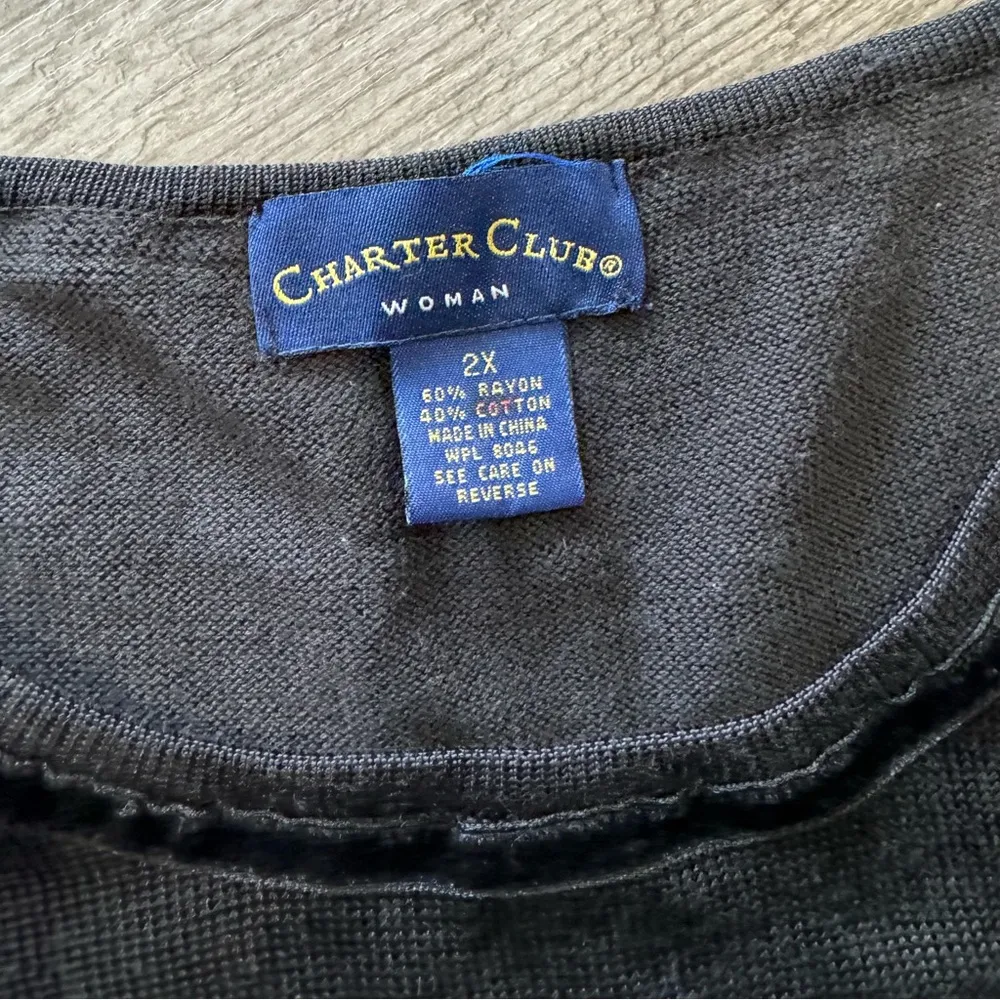 CHARTER CLUB®
WOMAN
2X
60% RAYON
40% COTTON
MADE IN CHINA
WPL 8046
SEE CARE ON
REVERSE